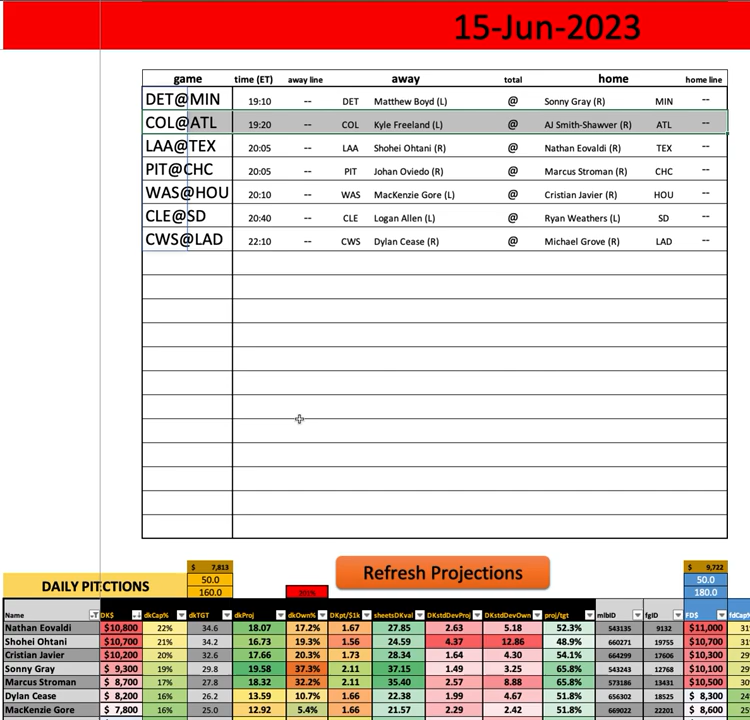 15-Jun-2023
game time (ET) away line away total home home line
DET@MIN 19:10 -- DET Matthew Boyd (L) @ Sonny Gray (R) MIN --
COL@ATL 19:20 -- COL Kyle Freeland (L) @ AJ Smith-Shawver (R) ATL --
LAA@TEX 20:05 -- LAA Shohei Ohtani (R) @ Nathan Eovaldi (R) TEX --
PIT@CHC 20:05 -- PIT Johan Oviedo (R) @ Marcus Stroman (R) CHC --
WAS@HOU 20:10 -- WAS MacKenzie Gore (L) @ Cristian Javier (R) HOU --
CLE@SD 20:40 -- CLE Logan Allen (L) @ Ryan Weathers (L) SD --
CWS@LAD 22:10 -- CWS Dylan Cease (R) @ Michael Grove (R) LAD --
$ 7,813 Refresh Projections $ 9,722
DAILY PITCTIONS 50.0 50.0
160.0 201% 180.0
Name DK$ dkCap% dkTGT dkProj dkOwn% DKpt/$1k sheetsDKval DKstdDevProj DKstdDevOwn proj/tgt mlbID fgID FD$ fdCap%
Nathan Eovaldi $10,800 22% 34.6 18.07 17.2% 1.67 27.85 2.63 5.18 52.3% 543135 9132 $11,000
Shohei Ohtani $10,700 21% 34.2 16.73 19.3% 1.56 24.59 4.37 12.86 48.9% 660271 19755 $10,700
Cristian Javier $10,200 20% 32.6 17.66 20.3% 1.73 28.34 1.64 4.30 54.1% 664299 17606 $10,300
Sonny Gray $ 9,300 19% 29.8 19.58 37.3% 2.11 37.15 1.49 3.25 65.8% 543243 12768 $10,100
Marcus Stroman $ 8,700 17% 27.8 18.32 32.2% 2.11 35.40 2.57 8.88 65.8% 573186 13431 $10,500
Dylan Cease $ 8,200 16% 26.2 13.59 10.7% 1.66 22.38 1.99 4.67 51.8% 656302 18525 $ 8,300
MacKenzie Gore $ 7,800 16% 25.0 12.92 5.4% 1.66 21.57 2.29 2.42 51.8% 669022 22201 $ 8,600